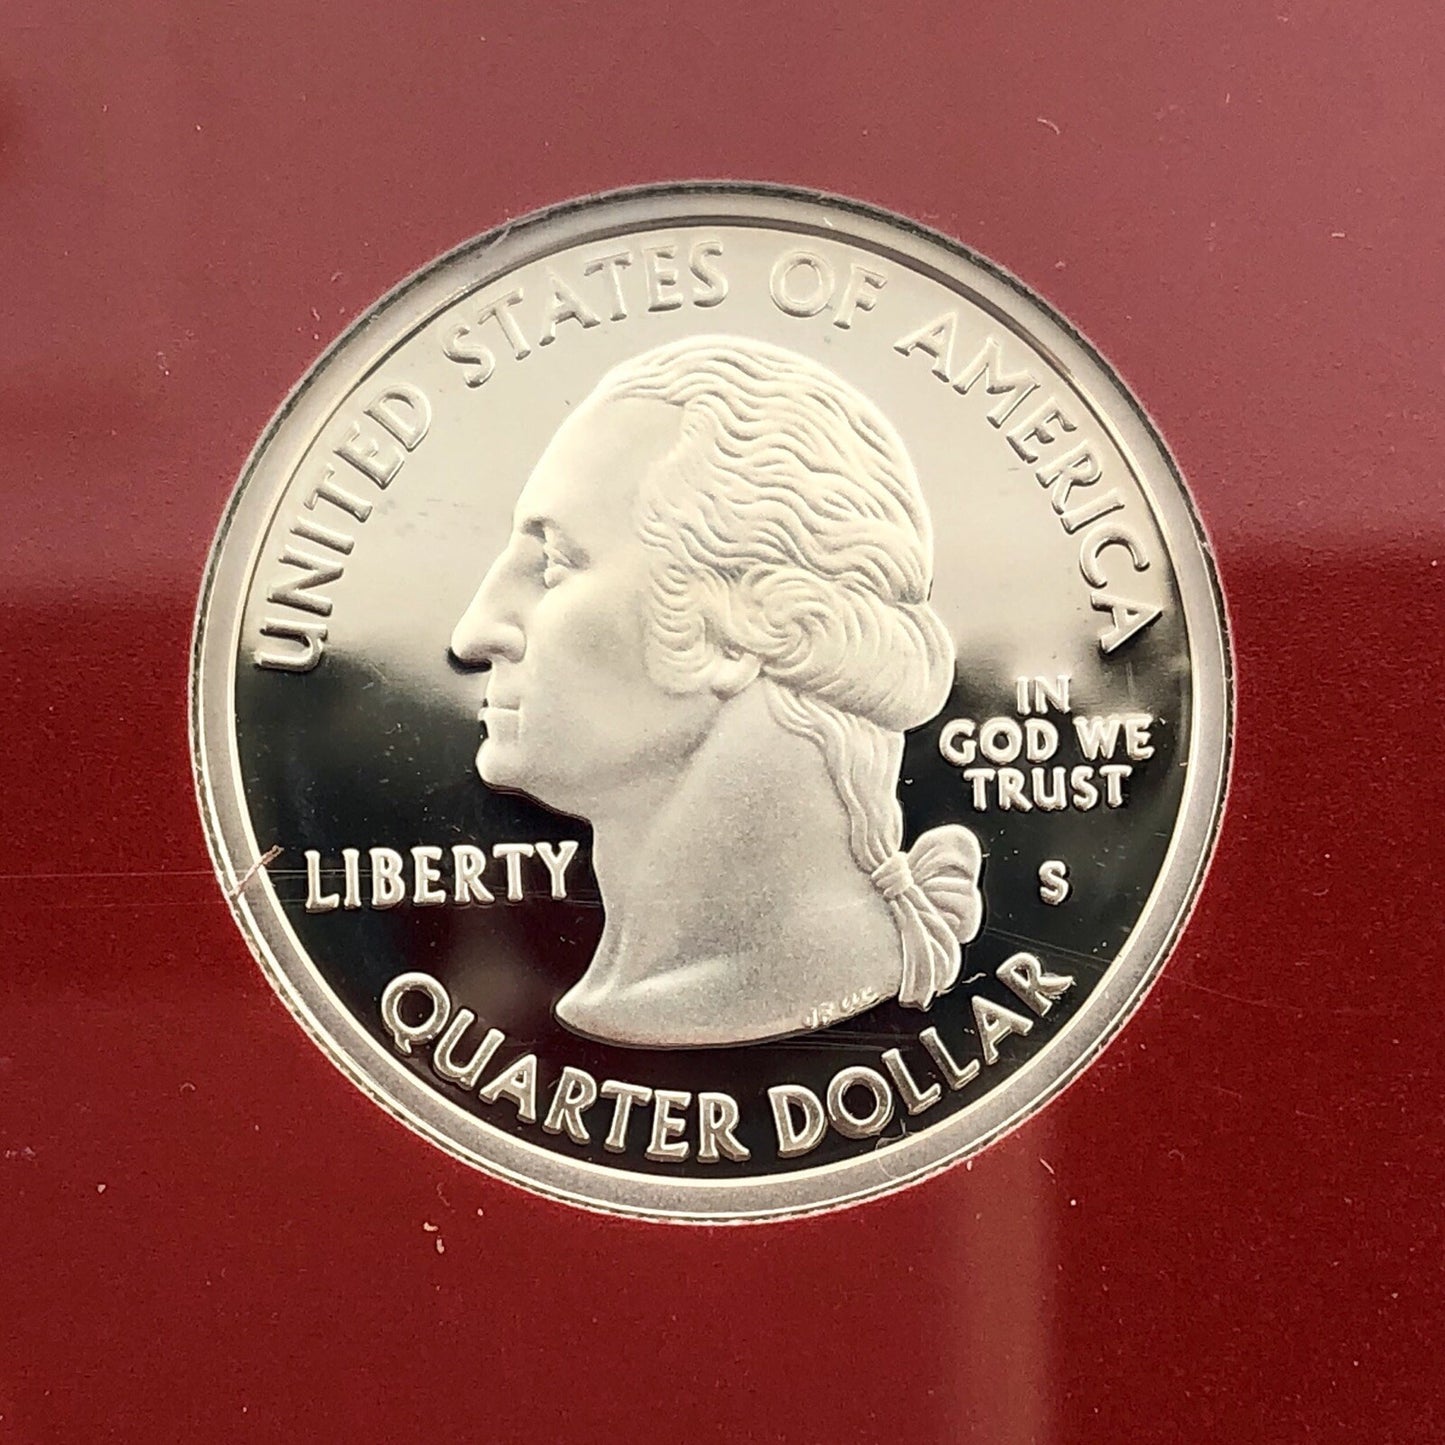 UNITED STATES OF AMERICA
IN
GOD WE
TRUST
LIBERTY
S
QUARTER DOLLAR